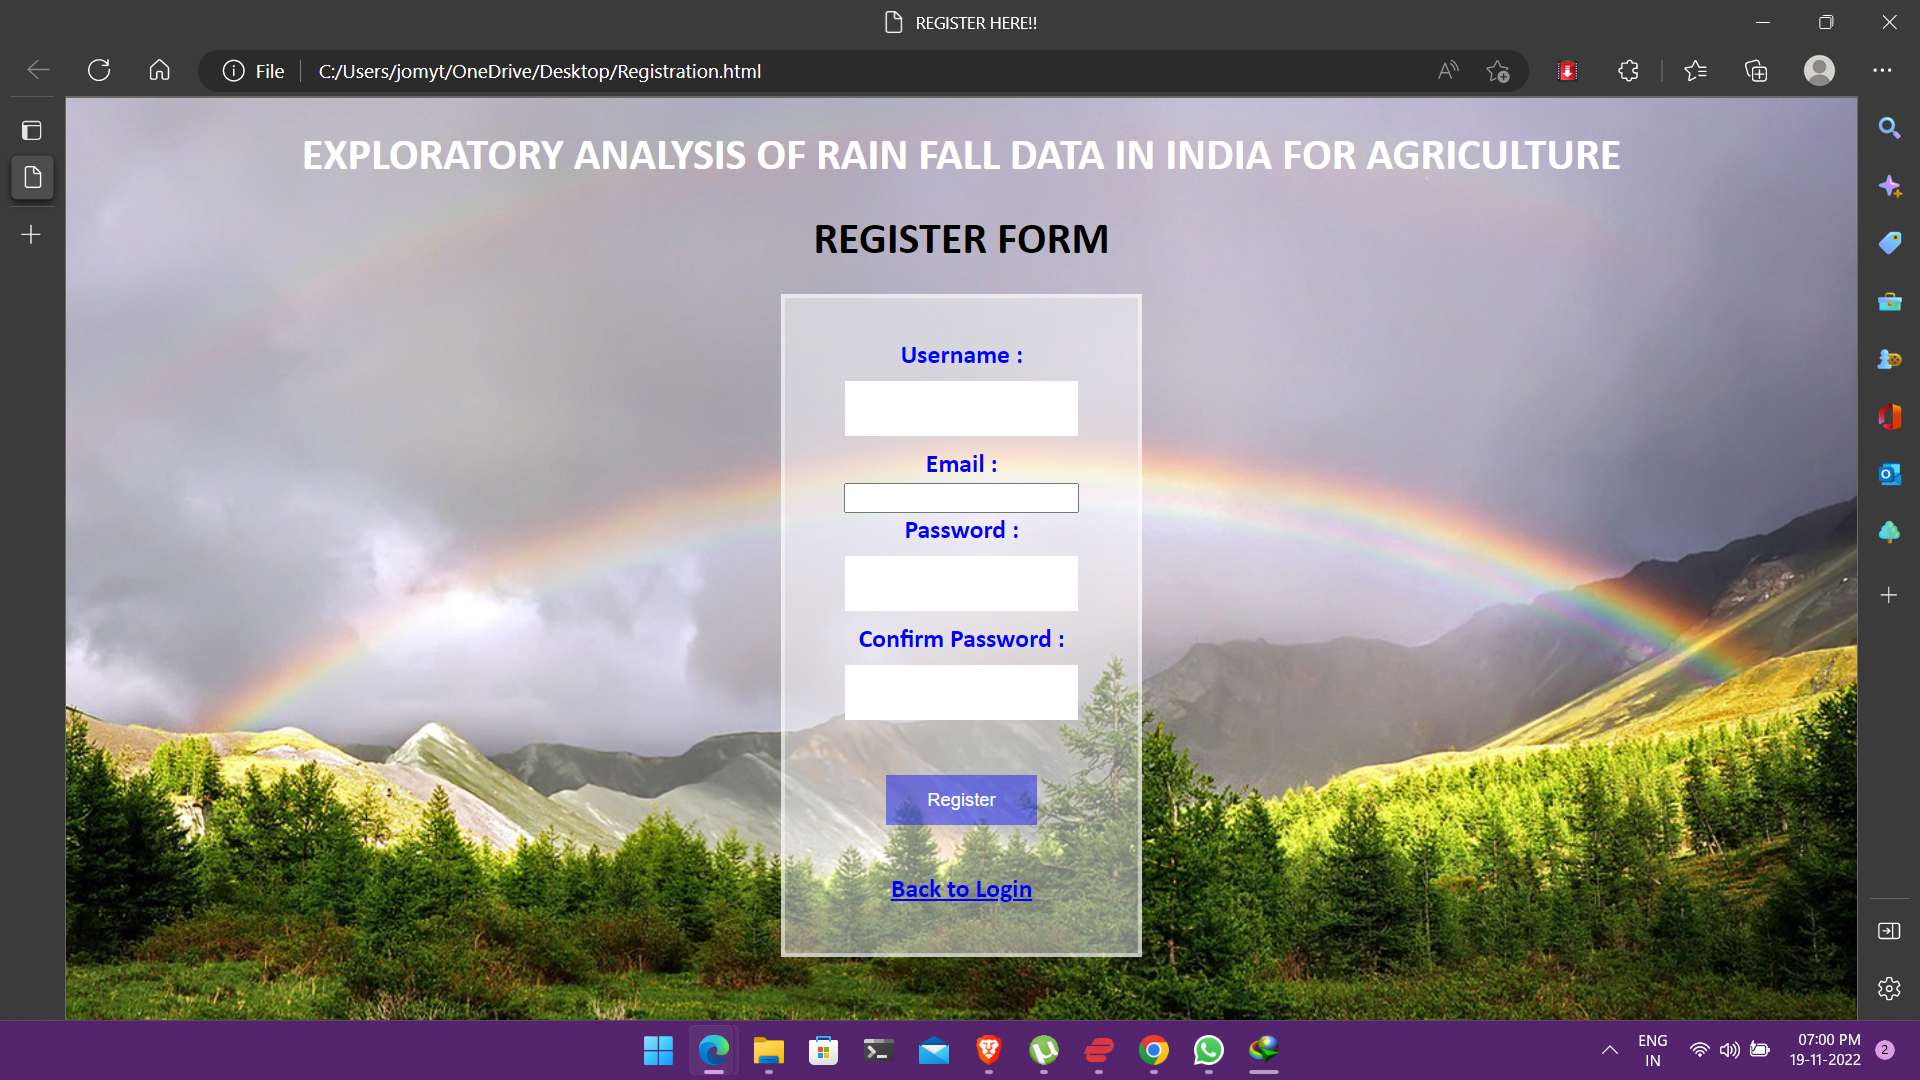 REGISTER HERE!!
File
C:/Users/jomyt/OneDrive/Desktop/Registration.html
EXPLORATORY ANALYSIS OF RAIN FALL DATA IN INDIA FOR AGRICULTURE
REGISTER FORM
Username :
Email :
Password :
Confirm Password :
Register
Back to Login
ENG
IN
07:00 PM
19-11-2022
2